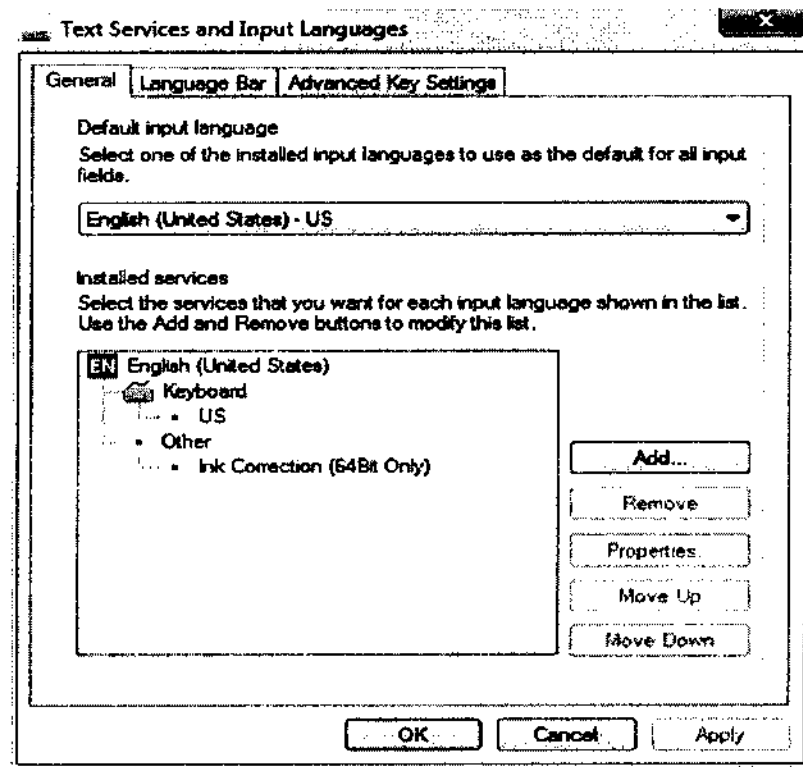 Text Services and Input Languages
General
Language Bar
Advanced Key Settings
Default input language
Select one of the installed input languages to use as the default for all input
fields.
English (United States) - US
Installed services
Select the services that you want for each input language shown in the list.
Use the Add and Remove buttons to modify this list.
EN English (United States)
Keyboard
US
Other
Ink Correction (64Bit Only)
Add...
Remove
Properties...
Move Up
Move Down
OK
Cancel
Apply